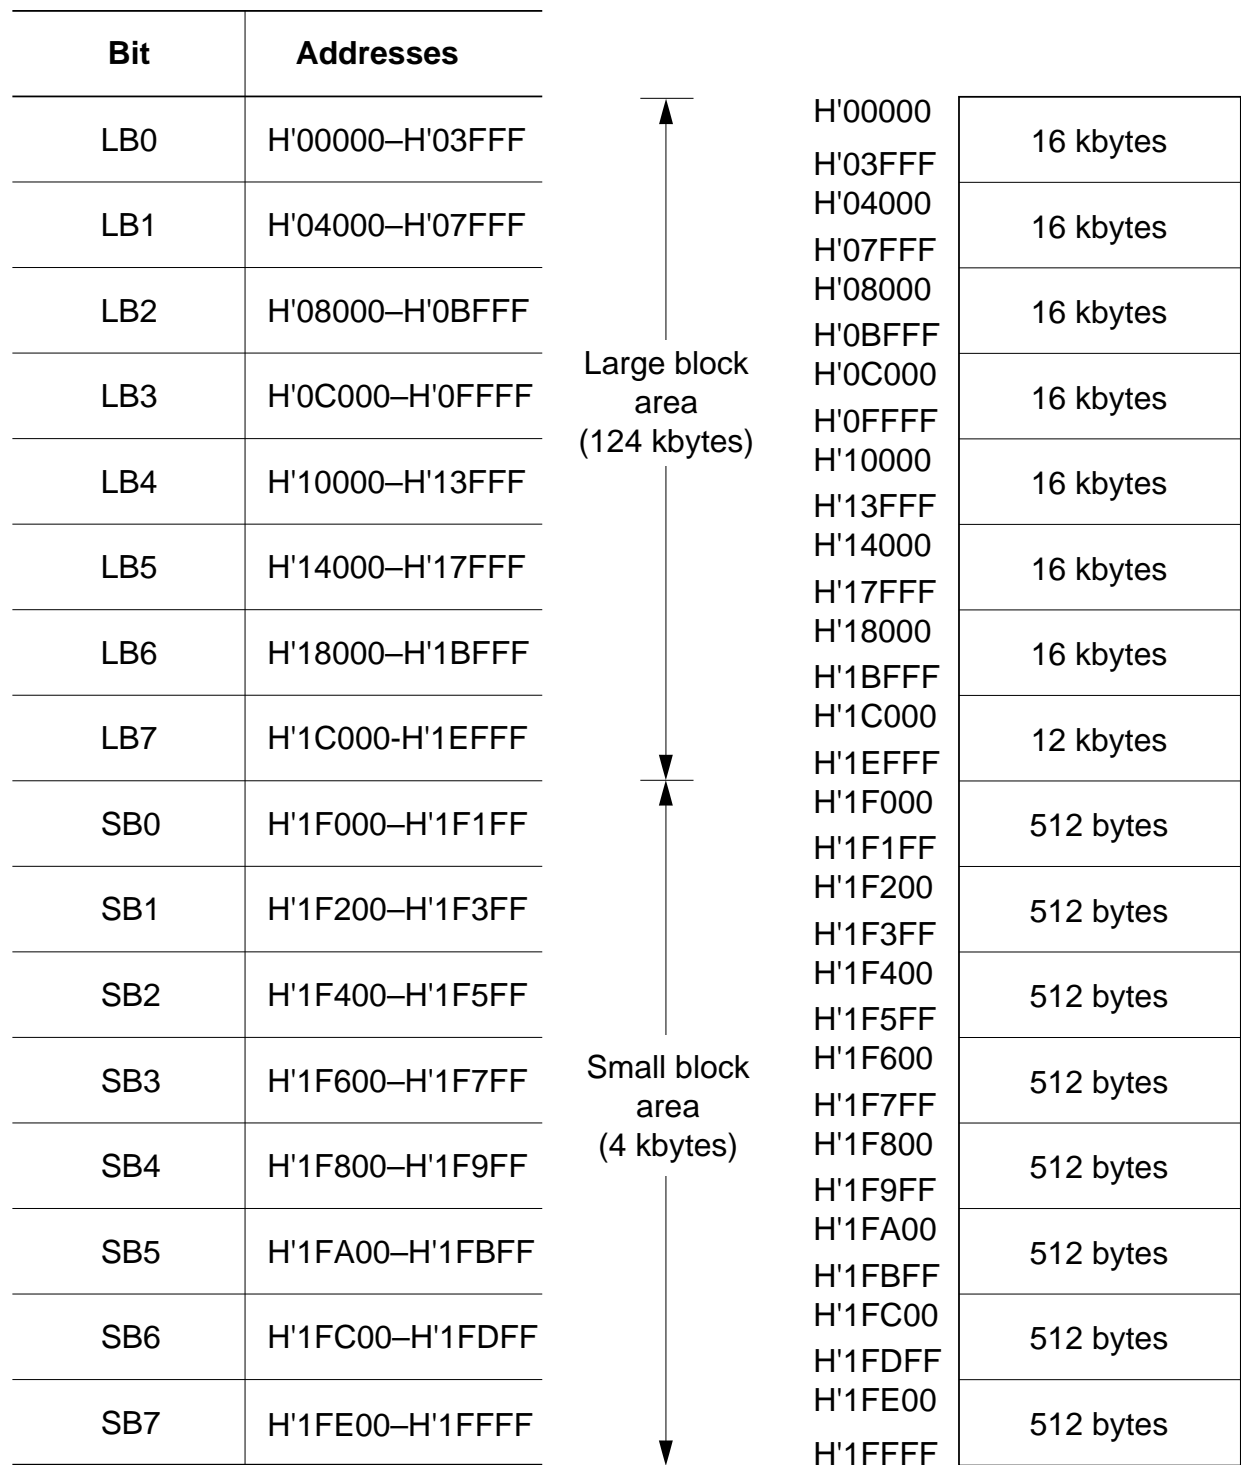 Bit Addresses
LB0 H'00000–H'03FFF
LB1 H'04000–H'07FFF
LB2 H'08000–H'0BFFF
LB3 H'0C000–H'0FFFF
LB4 H'10000–H'13FFF
LB5 H'14000–H'17FFF
LB6 H'18000–H'1BFFF
LB7 H'1C000-H'1EFFF
SB0 H'1F000–H'1F1FF
SB1 H'1F200–H'1F3FF
SB2 H'1F400–H'1F5FF
SB3 H'1F600–H'1F7FF
SB4 H'1F800–H'1F9FF
SB5 H'1FA00–H'1FBFF
SB6 H'1FC00–H'1FDFF
SB7 H'1FE00–H'1FFFF
Large block
area
(124 kbytes)
Small block
area
(4 kbytes)
H'00000
16 kbytes
H'03FFF
H'04000
16 kbytes
H'07FFF
H'08000
16 kbytes
H'0BFFF
H'0C000
16 kbytes
H'0FFFF
H'10000
16 kbytes
H'13FFF
H'14000
16 kbytes
H'17FFF
H'18000
16 kbytes
H'1BFFF
H'1C000
12 kbytes
H'1EFFF
H'1F000
512 bytes
H'1F1FF
H'1F200
512 bytes
H'1F3FF
H'1F400
512 bytes
H'1F5FF
H'1F600
512 bytes
H'1F7FF
H'1F800
512 bytes
H'1F9FF
H'1FA00
512 bytes
H'1FBFF
H'1FC00
512 bytes
H'1FDFF
H'1FE00
512 bytes
H'1FFFF